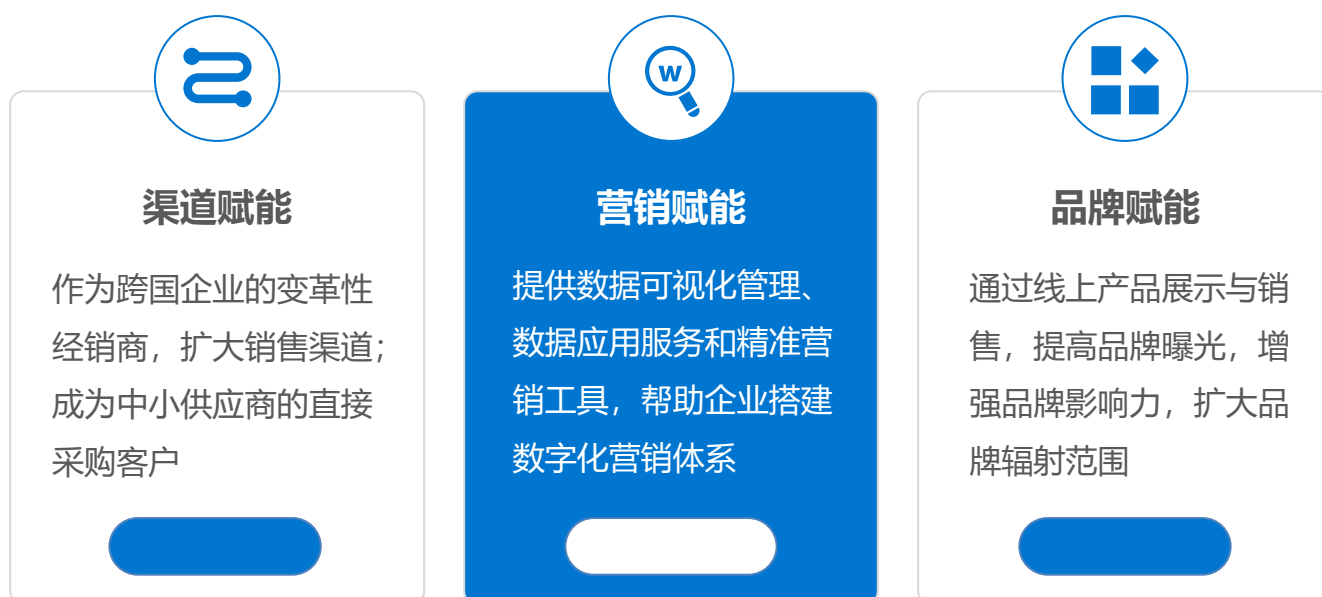 W
渠道赋能
作为跨国企业的变革性
经销商，扩大销售渠道；
成为中小供应商的直接
采购客户
营销赋能
提供数据可视化管理、
数据应用服务和精准营
销工具，帮助企业搭建
数字化营销体系
品牌赋能
通过线上产品展示与销
售，提高品牌曝光，增
强品牌影响力，扩大品
牌辐射范围